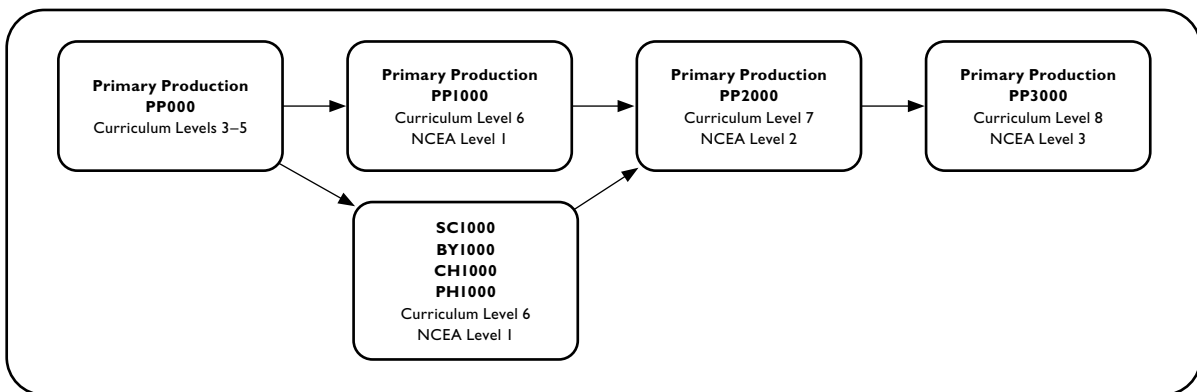 Primary Production
PP000
Curriculum Levels 3–5
Primary Production
PP1000
Curriculum Level 6
NCEA Level 1
Primary Production
PP2000
Curriculum Level 7
NCEA Level 2
Primary Production
PP3000
Curriculum Level 8
NCEA Level 3
SC1000
BY1000
CH1000
PH1000
Curriculum Level 6
NCEA Level 1